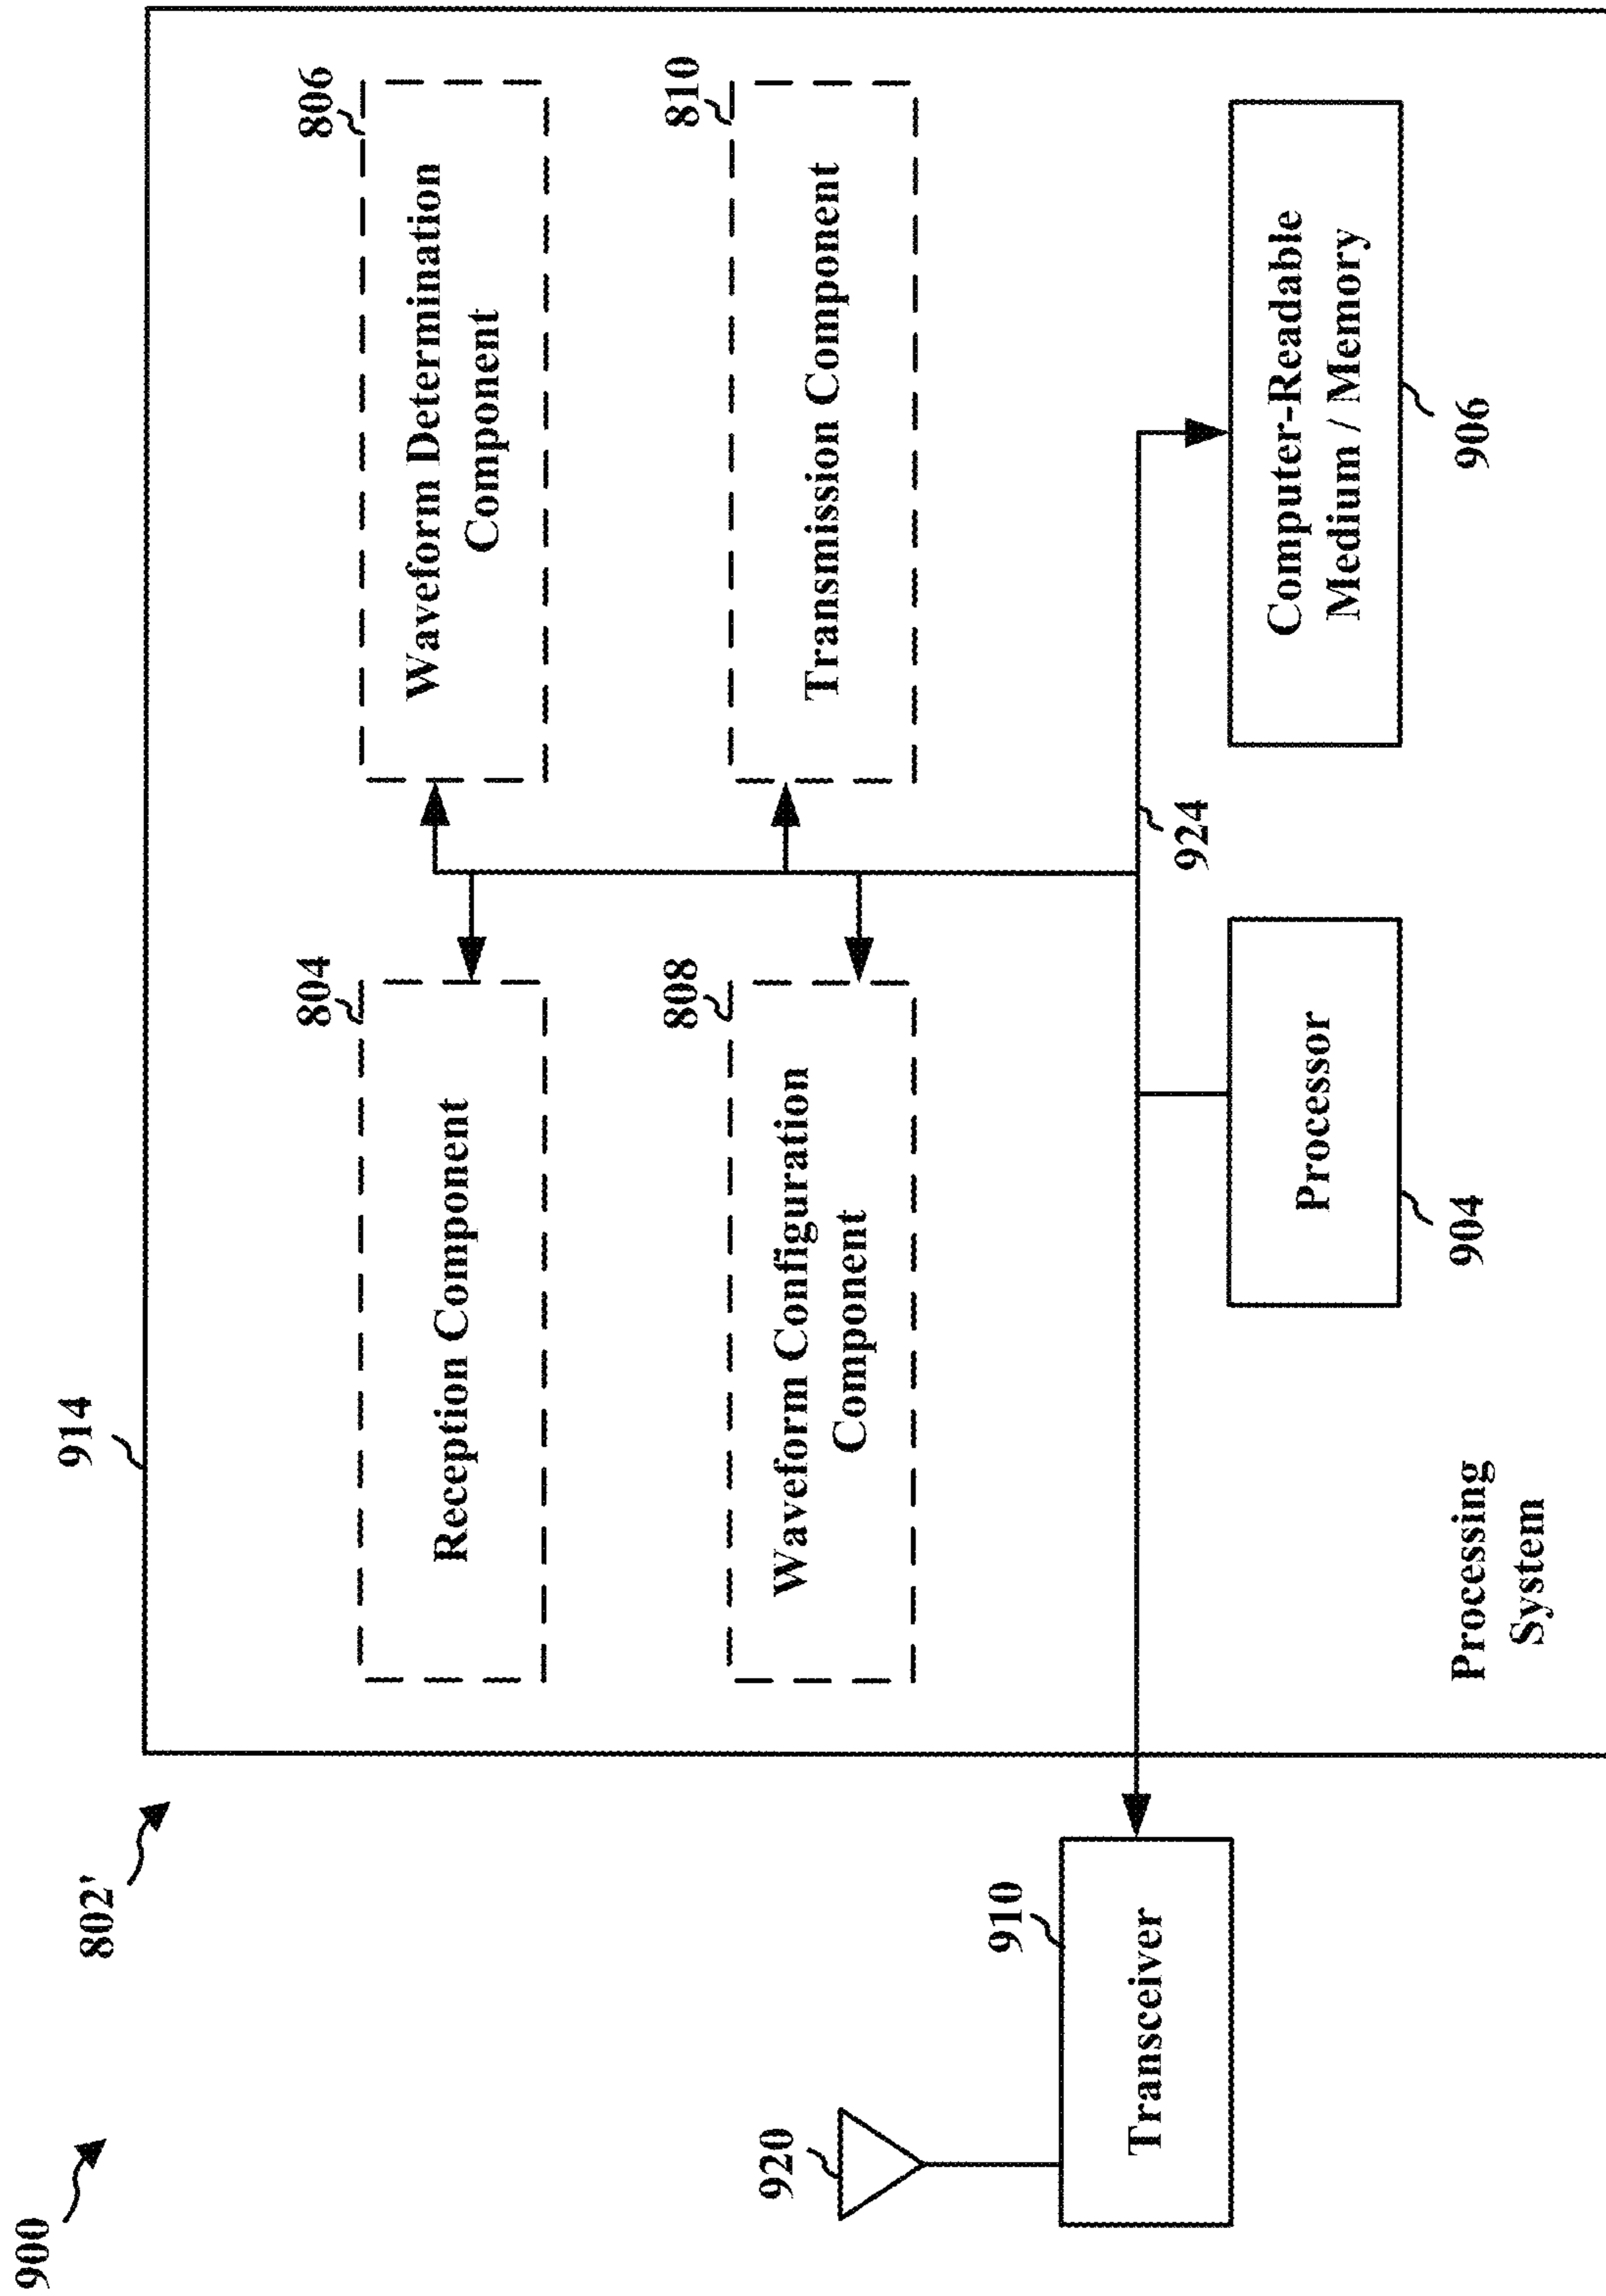 900
802'
914
804
Reception Component
806
Waveform Determination
Component
808
Waveform Configuration
Component
810
Transmission Component
920
910
Transceiver
924
Processor
904
Computer-Readable
Medium / Memory
906
Processing
System